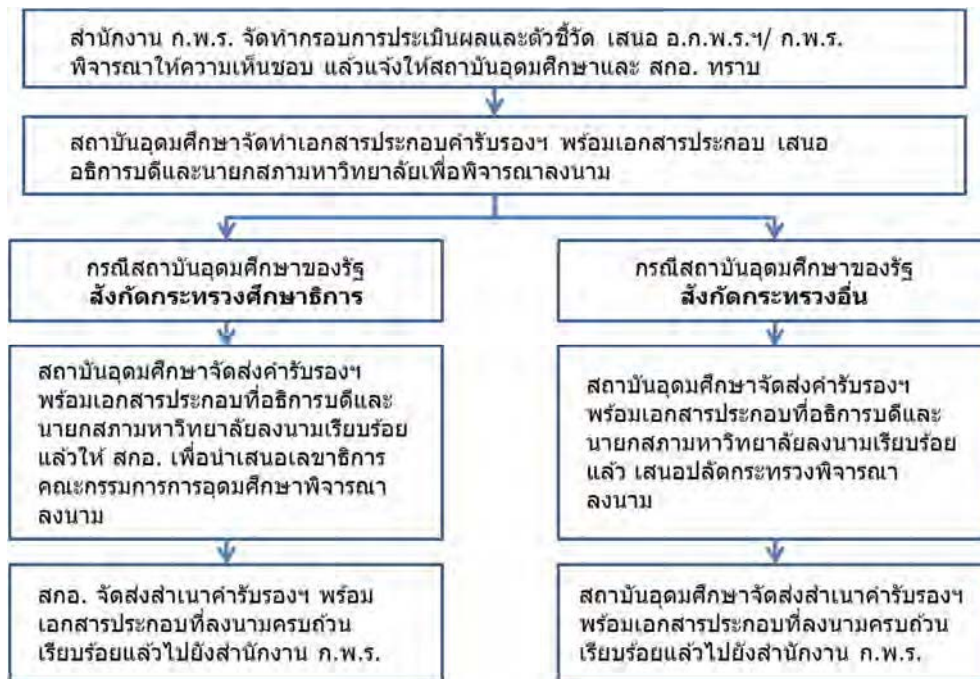 สำนักงาน ก.พ.ร. จัดทำกรอบการประเมินผลและตัวชี้วัด เสนอ อ.ก.พ.ร.ฯ/ ก.พ.ร.
พิจารณาให้ความเห็นชอบ แล้วแจ้งให้สถาบันอุดมศึกษาและ สกอ. ทราบ
สถาบันอุดมศึกษาจัดทำเอกสารประกอบคำรับรองฯ พร้อมเอกสารประกอบ เสนอ
อธิการบดีและนายกสภามหาวิทยาลัยเพื่อพิจารณาลงนาม
กรณีสถาบันอุดมศึกษาของรัฐ
สังกัดกระทรวงศึกษาธิการ
สถาบันอุดมศึกษาจัดส่งคำรับรองฯ
พร้อมเอกสารประกอบที่อธิการบดีและ
นายกสภามหาวิทยาลัยลงนามเรียบร้อย
แล้วให้ สกอ. เพื่อนำเสนอเลขาธิการ
คณะกรรมการการอุดมศึกษาพิจารณา
ลงนาม
สกอ. จัดส่งสำเนาคำรับรองฯ พร้อม
เอกสารประกอบที่ลงนามครบถ้วน
เรียบร้อยแล้วไปยังสำนักงาน ก.พ.ร.
กรณีสถาบันอุดมศึกษาของรัฐ
สังกัดกระทรวงอื่น
สถาบันอุดมศึกษาจัดส่งคำรับรองฯ
พร้อมเอกสารประกอบที่อธิการบดีและ
นายกสภามหาวิทยาลัยลงนามเรียบร้อย
แล้ว เสนอปลัดกระทรวงพิจารณา
ลงนาม
สถาบันอุดมศึกษาจัดส่งสำเนาคำรับรองฯ
พร้อมเอกสารประกอบที่ลงนามครบถ้วน
เรียบร้อยแล้วไปยังสำนักงาน ก.พ.ร.